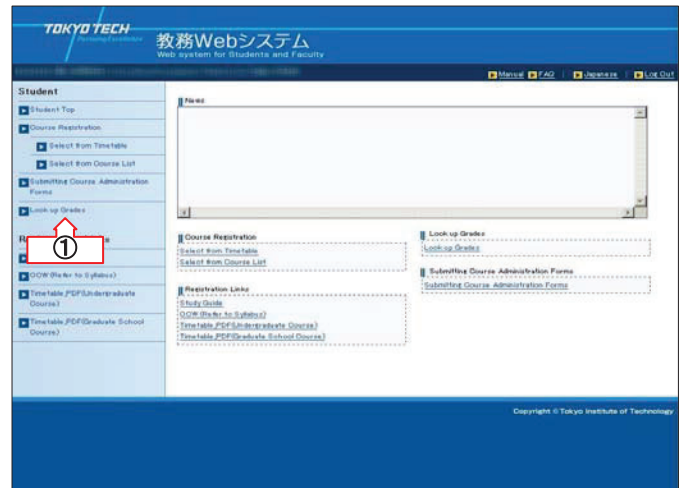 TOKYO TECH
Pursuing Excellence
教務Webシステム
Web system for Students and Faculty
Manual FAQ Japanese Log Out
Student
Student Top
Course Registration
Select from Timetable
Select from Course List
Submitting Course Administration
Forms
Look up Grades
①
OCW (Refer to Syllabus)
Timetable,PDF(Undergraduate
Course)
Timetable,PDF(Graduate School
Course)
News
Course Registration
Select from Timetable
Select from Course List
Registration Links
Study Guide
OCW (Refer to Syllabus)
Timetable,PDF(Undergraduate Course)
Timetable,PDF(Graduate School Course)
Look up Grades
Look up Grades
Submitting Course Administration Forms
Submitting Course Administration Forms
Copyright © Tokyo Institute of Technology